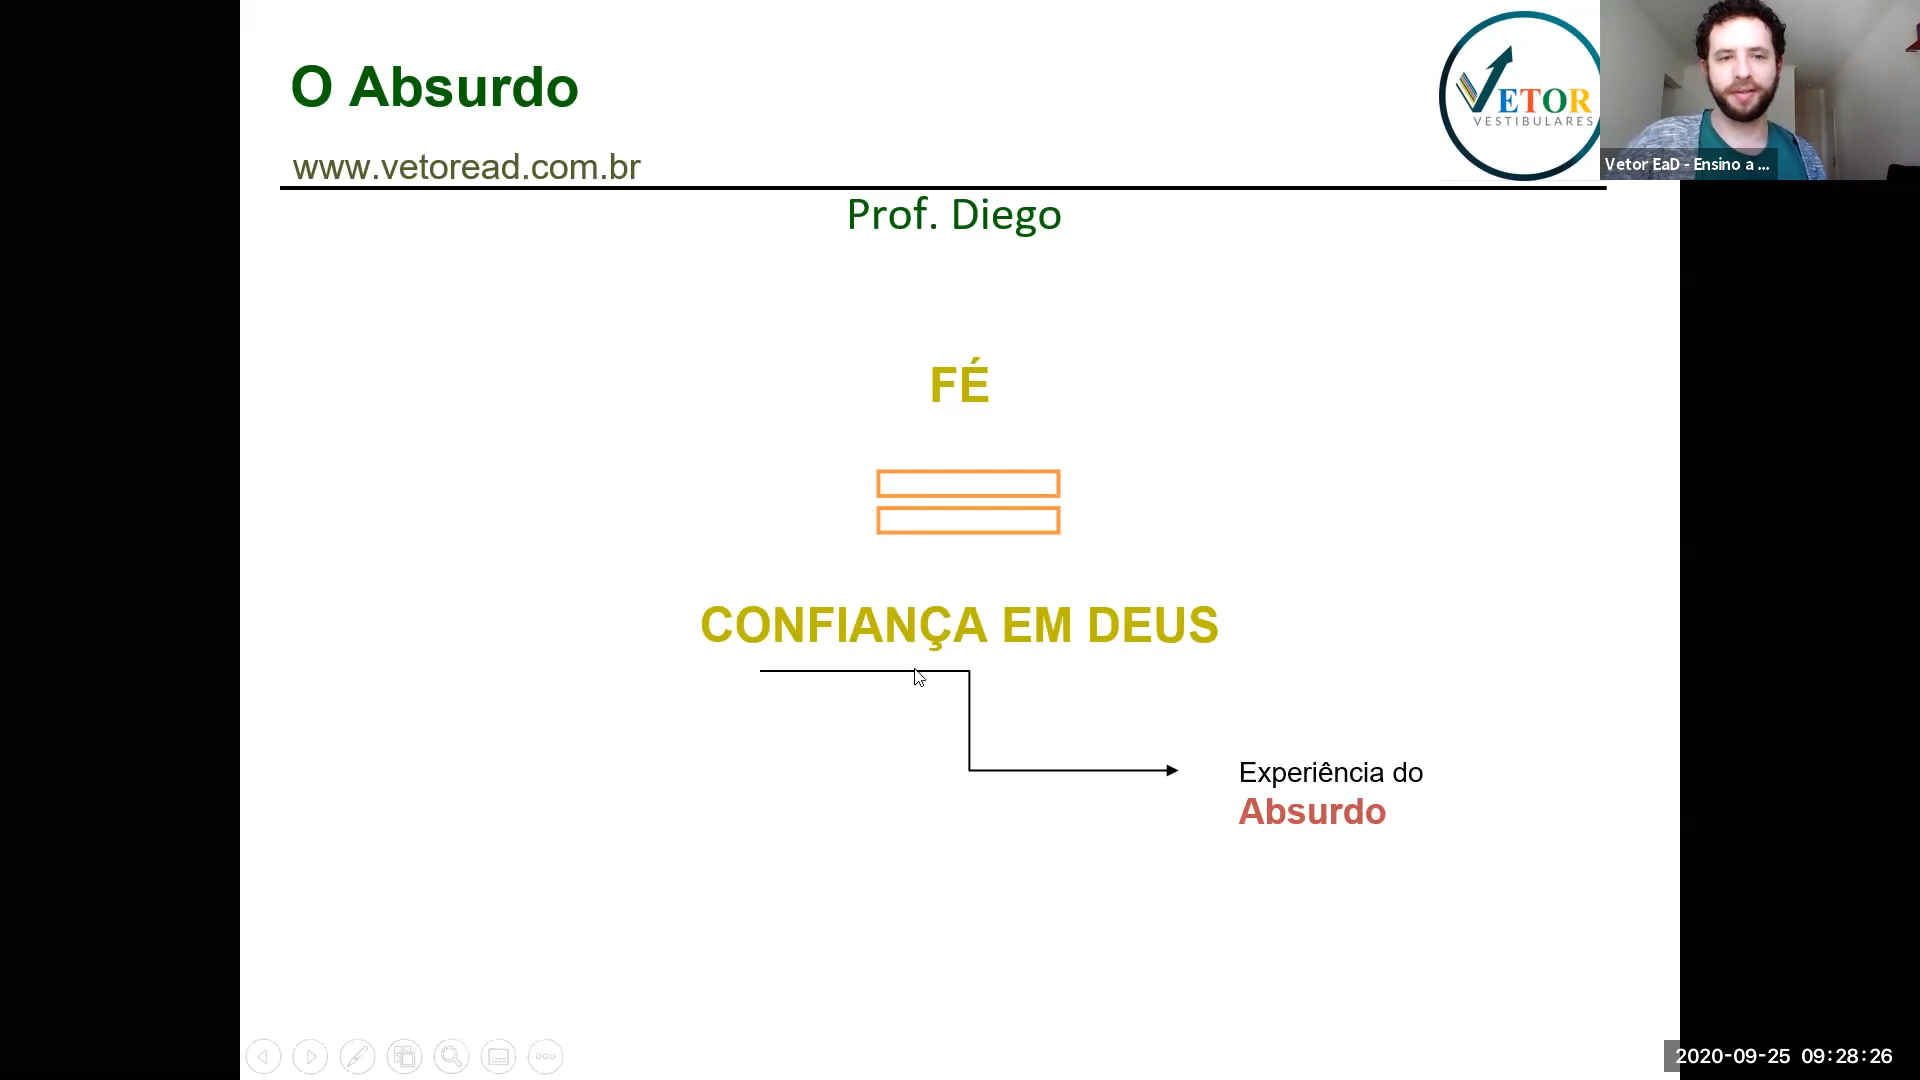 O Absurdo
www.vetoread.com.br
VETOR
VESTIBULARES
Vetor EaD - Ensino a ...
Prof. Diego
FÉ
CONFIANÇA EM DEUS
Experiência do
Absurdo
2020-09-25 09:28:26